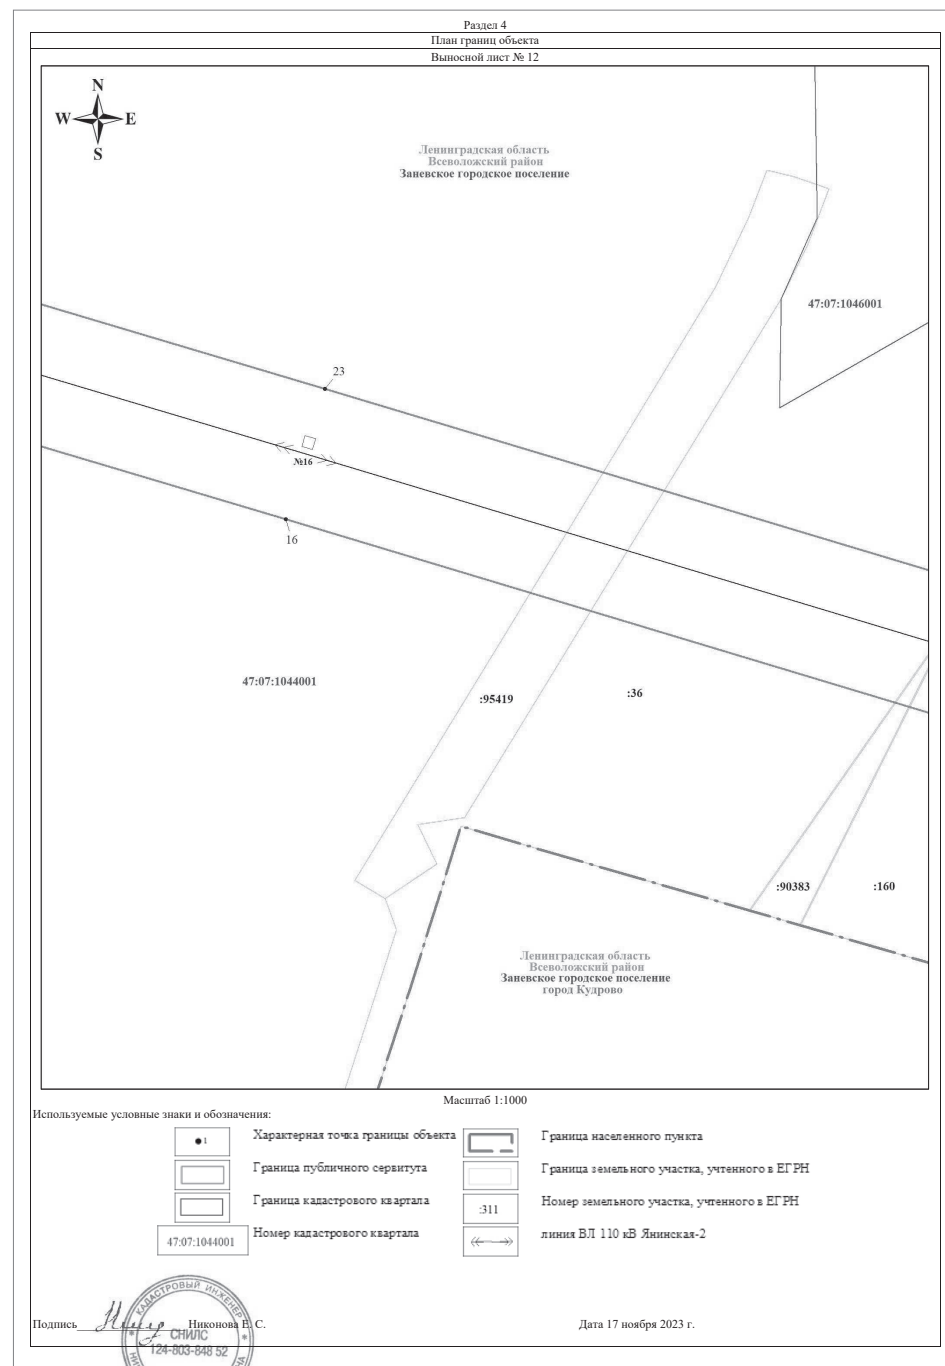 Раздел 4
План границ объекта
Выносной лист № 12
N
W E
S
Ленинградская область
Всеволожский район
Заневское городское поселение
47:07:1046001
23
№16
16
47:07:1044001
:95419
:36
:90383
:160
Ленинградская область
Всеволожский район
Заневское городское поселение
город Кудрово
Масштаб 1:1000
Используемые условные знаки и обозначения:
1 Характерная точка границы объекта
Граница населенного пункта
Граница публичного сервитута
Граница земельного участка, учтенного в ЕГРН
Граница кадастрового квартала
:311 Номер земельного участка, учтенного в ЕГРН
47:07:1044001 Номер кадастрового квартала
линия ВЛ 110 кВ Янинская-2
КАДАСТРОВЫЙ ИНЖЕНЕР
Подпись Никонова Е. С.
Дата 17 ноября 2023 г.
СНИЛС
124-803-848 52